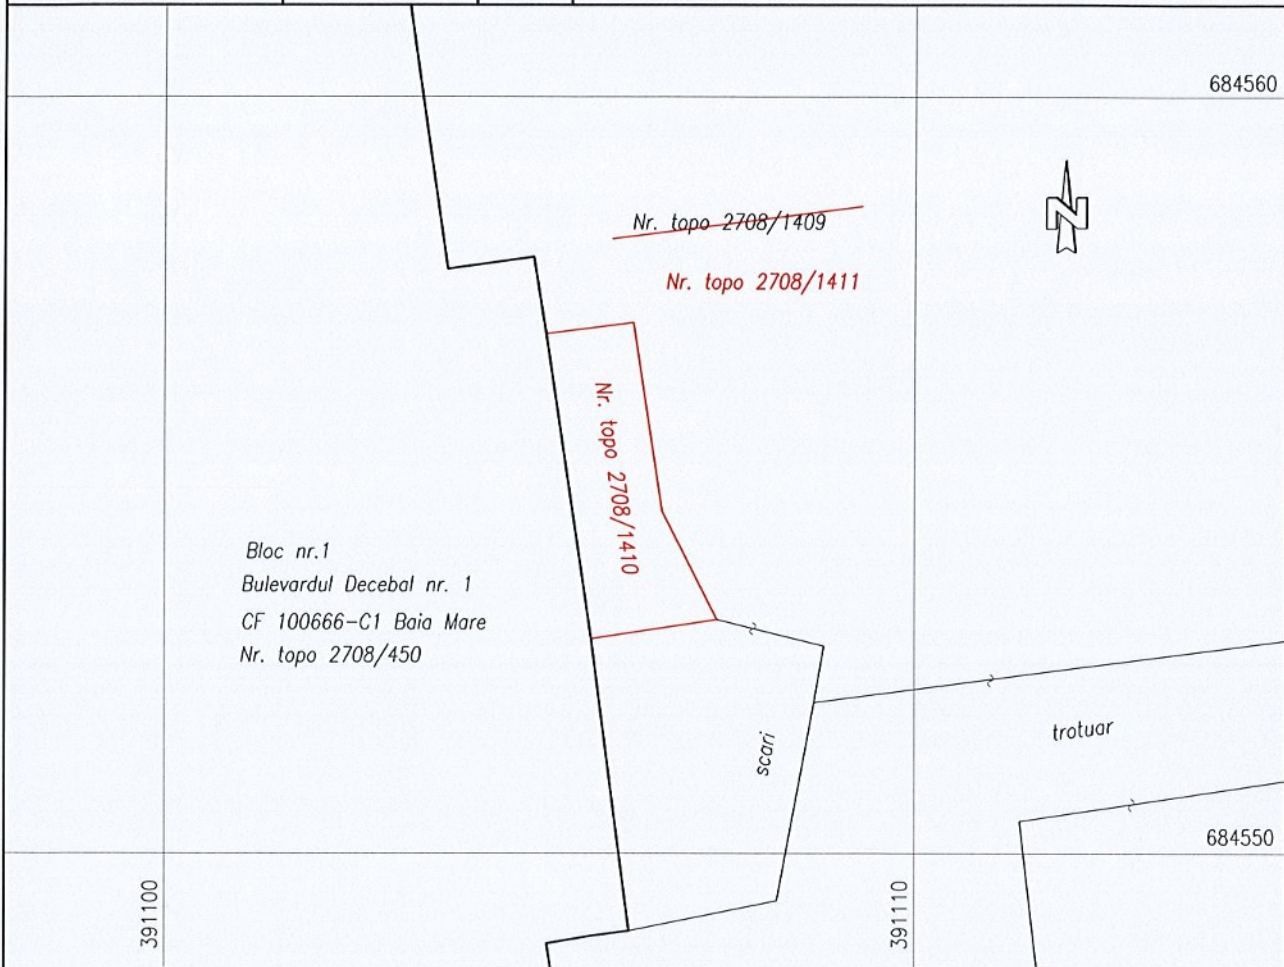 684560
N
Nr. topo 2708/1409
Nr. topo 2708/1411
Nr. topo 2708/1410
Bloc nr.1
Bulevardul Decebal nr. 1
CF 100666-C1 Baia Mare
Nr. topo 2708/450
trotuar
scari
684550
391100
391110